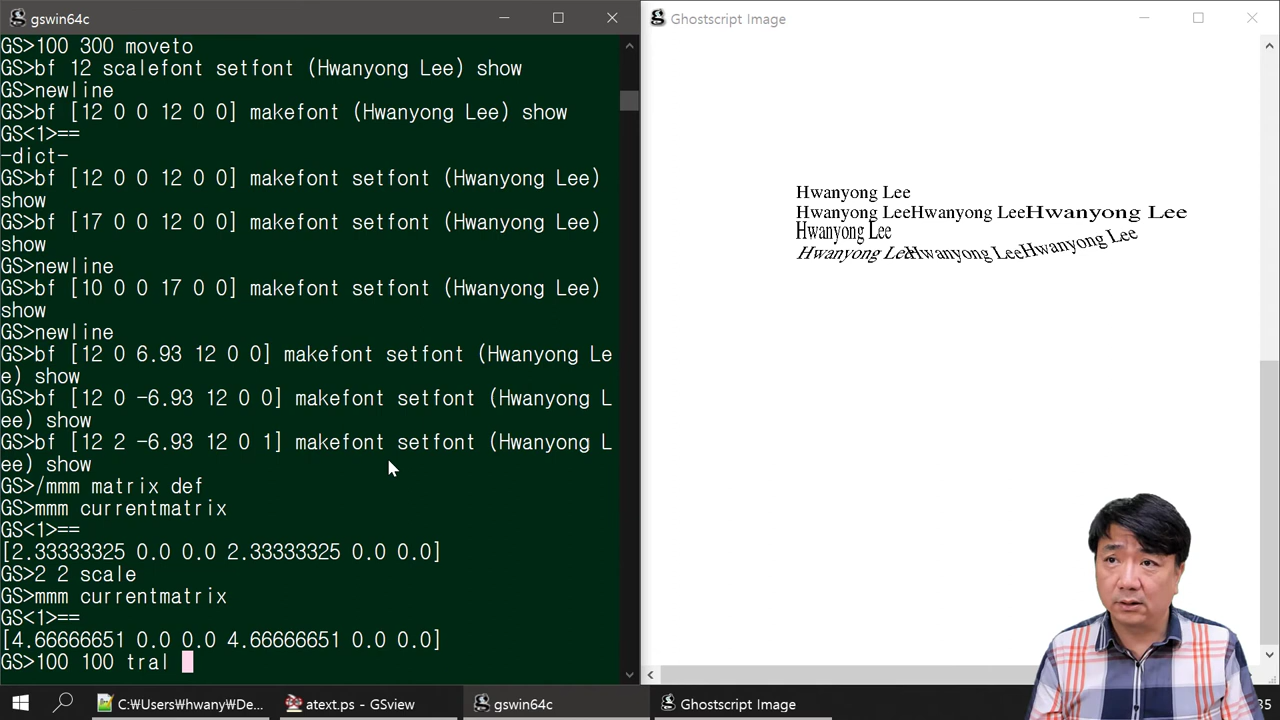 gswin64c
GS>100 300 moveto
GS>bf 12 scalefont setfont (Hwanyong Lee) show
GS>newline
GS>bf [12 0 0 12 0 0] makefont (Hwanyong Lee) show
GS<1>==
-dict-
GS>bf [12 0 0 12 0 0] makefont setfont (Hwanyong Lee)
show
GS>bf [17 0 0 12 0 0] makefont setfont (Hwanyong Lee)
show
GS>newline
GS>bf [10 0 0 17 0 0] makefont setfont (Hwanyong Lee)
show
GS>newline
GS>bf [12 0 6.93 12 0 0] makefont setfont (Hwanyong Le
e) show
GS>bf [12 0 -6.93 12 0 0] makefont setfont (Hwanyong L
ee) show
GS>bf [12 2 -6.93 12 0 1] makefont setfont (Hwanyong L
ee) show
GS>/mmm matrix def
GS>mmm currentmatrix
GS<1>==
[2.33333325 0.0 0.0 2.33333325 0.0 0.0]
GS>2 2 scale
GS>mmm currentmatrix
GS<1>==
[4.66666651 0.0 0.0 4.66666651 0.0 0.0]
GS>100 100 tral
Ghostscript Image
Hwanyong Lee
Hwanyong LeeHwanyong LeeHwanyong Lee
Hwanyong Lee
Hwanyong LeeHwanyong LeeHwanyong Lee
C:₩Users₩hwany₩De...
atext.ps - GSview
gswin64c
Ghostscript Image
35